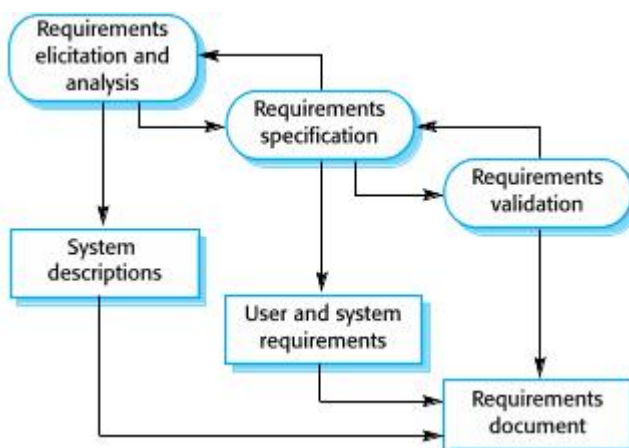 Requirements
elicitation and
analysis
Requirements
specification
Requirements
validation
System
descriptions
User and system
requirements
Requirements
document